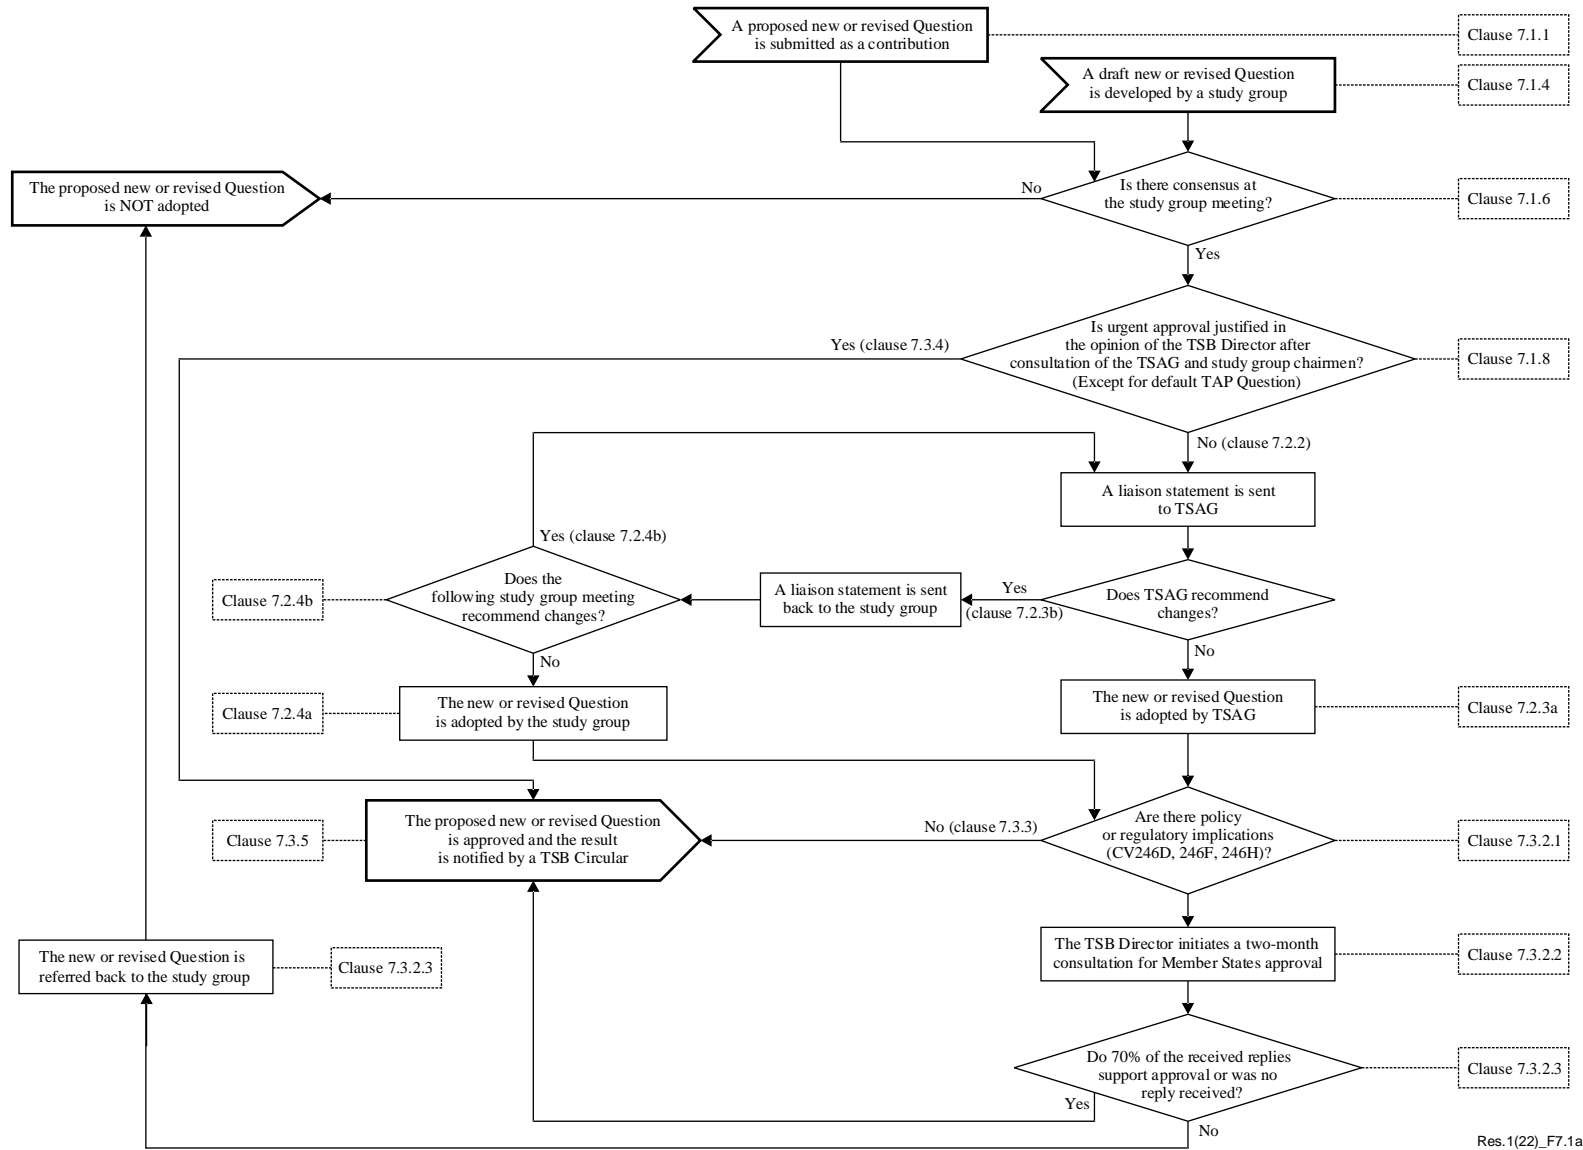 A proposed new or revised Question
is submitted as a contribution
Clause 7.1.1
A draft new or revised Question
is developed by a study group
Clause 7.1.4
The proposed new or revised Question
is NOT adopted
No
Is there consensus at
the study group meeting?
Clause 7.1.6
Yes
Yes (clause 7.3.4)
Is urgent approval justified in
the opinion of the TSB Director after
consultation of the TSAG and study group chairmen?
(Except for default TAP Question)
Clause 7.1.8
No (clause 7.2.2)
A liaison statement is sent
to TSAG
Yes (clause 7.2.4b)
Clause 7.2.4b
Does the
following study group meeting
recommend changes?
A liaison statement is sent
back to the study group
Yes
(clause 7.2.3b)
Does TSAG recommend
changes?
No
No
Clause 7.2.4a
The new or revised Question
is adopted by the study group
The new or revised Question
is adopted by TSAG
Clause 7.2.3a
Clause 7.3.5
The proposed new or revised Question
is approved and the result
is notified by a TSB Circular
No (clause 7.3.3)
Are there policy
or regulatory implications
(CV246D, 246F, 246H)?
Clause 7.3.2.1
The new or revised Question is
referred back to the study group
Clause 7.3.2.3
The TSB Director initiates a two-month
consultation for Member States approval
Clause 7.3.2.2
Do 70% of the received replies
support approval or was no
reply received?
Clause 7.3.2.3
Yes
No
Res.1(22)_F7.1a